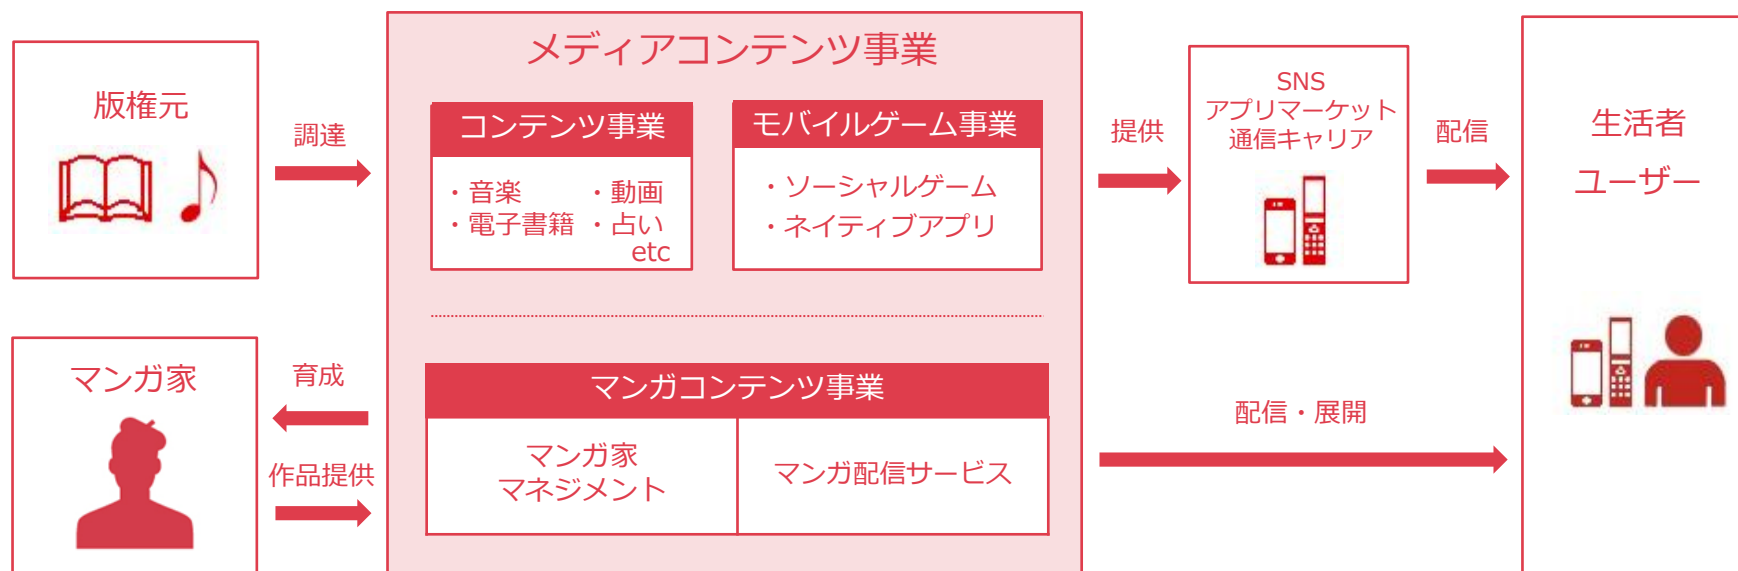 メディアコンテンツ事業
版権元
調達
コンテンツ事業
・音楽 ・動画
・電子書籍 ・占い
etc
モバイルゲーム事業
・ソーシャルゲーム
・ネイティブアプリ
提供
SNS
アプリマーケット
通信キャリア
配信
生活者
ユーザー
マンガ家
育成
作品提供
マンガコンテンツ事業
マンガ家
マネジメント
マンガ配信サービス
配信・展開